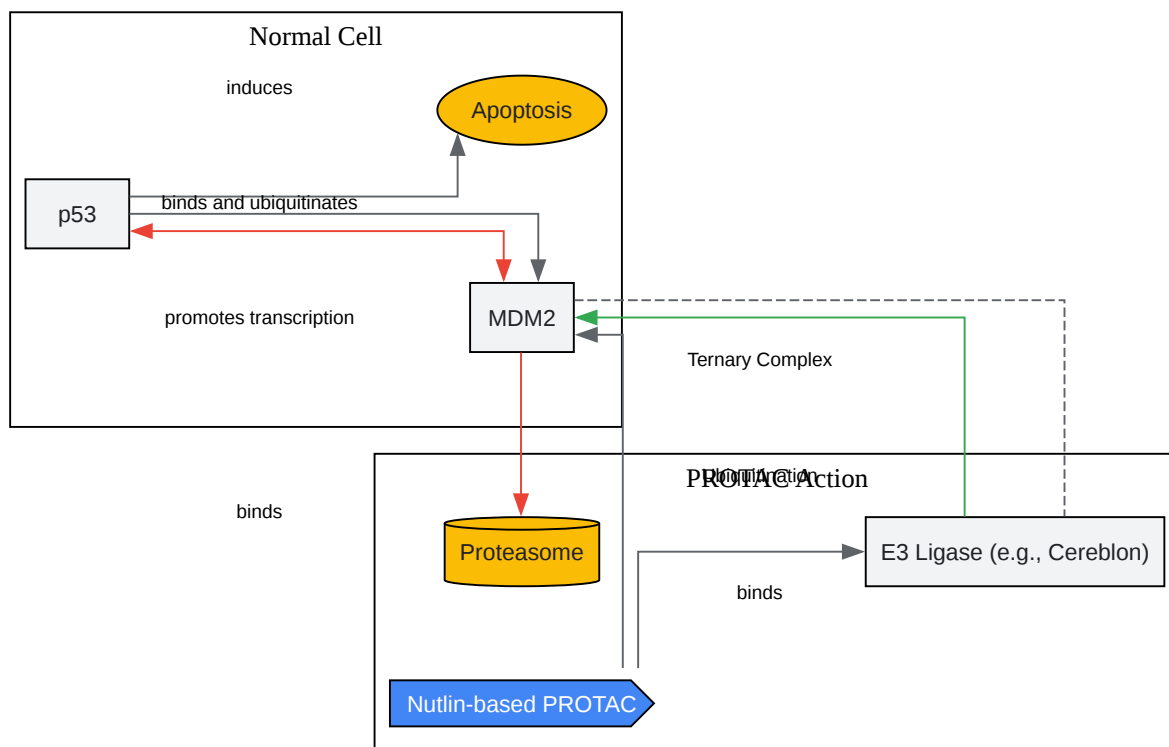 Normal Cell
induces
Apoptosis
p53
binds and ubiquitinates
promotes transcription
MDM2
Ternary Complex
Ubiquitination
PROTAC Action
binds
Proteasome
E3 Ligase (e.g., Cereblon)
binds
Nutlin-based PROTAC